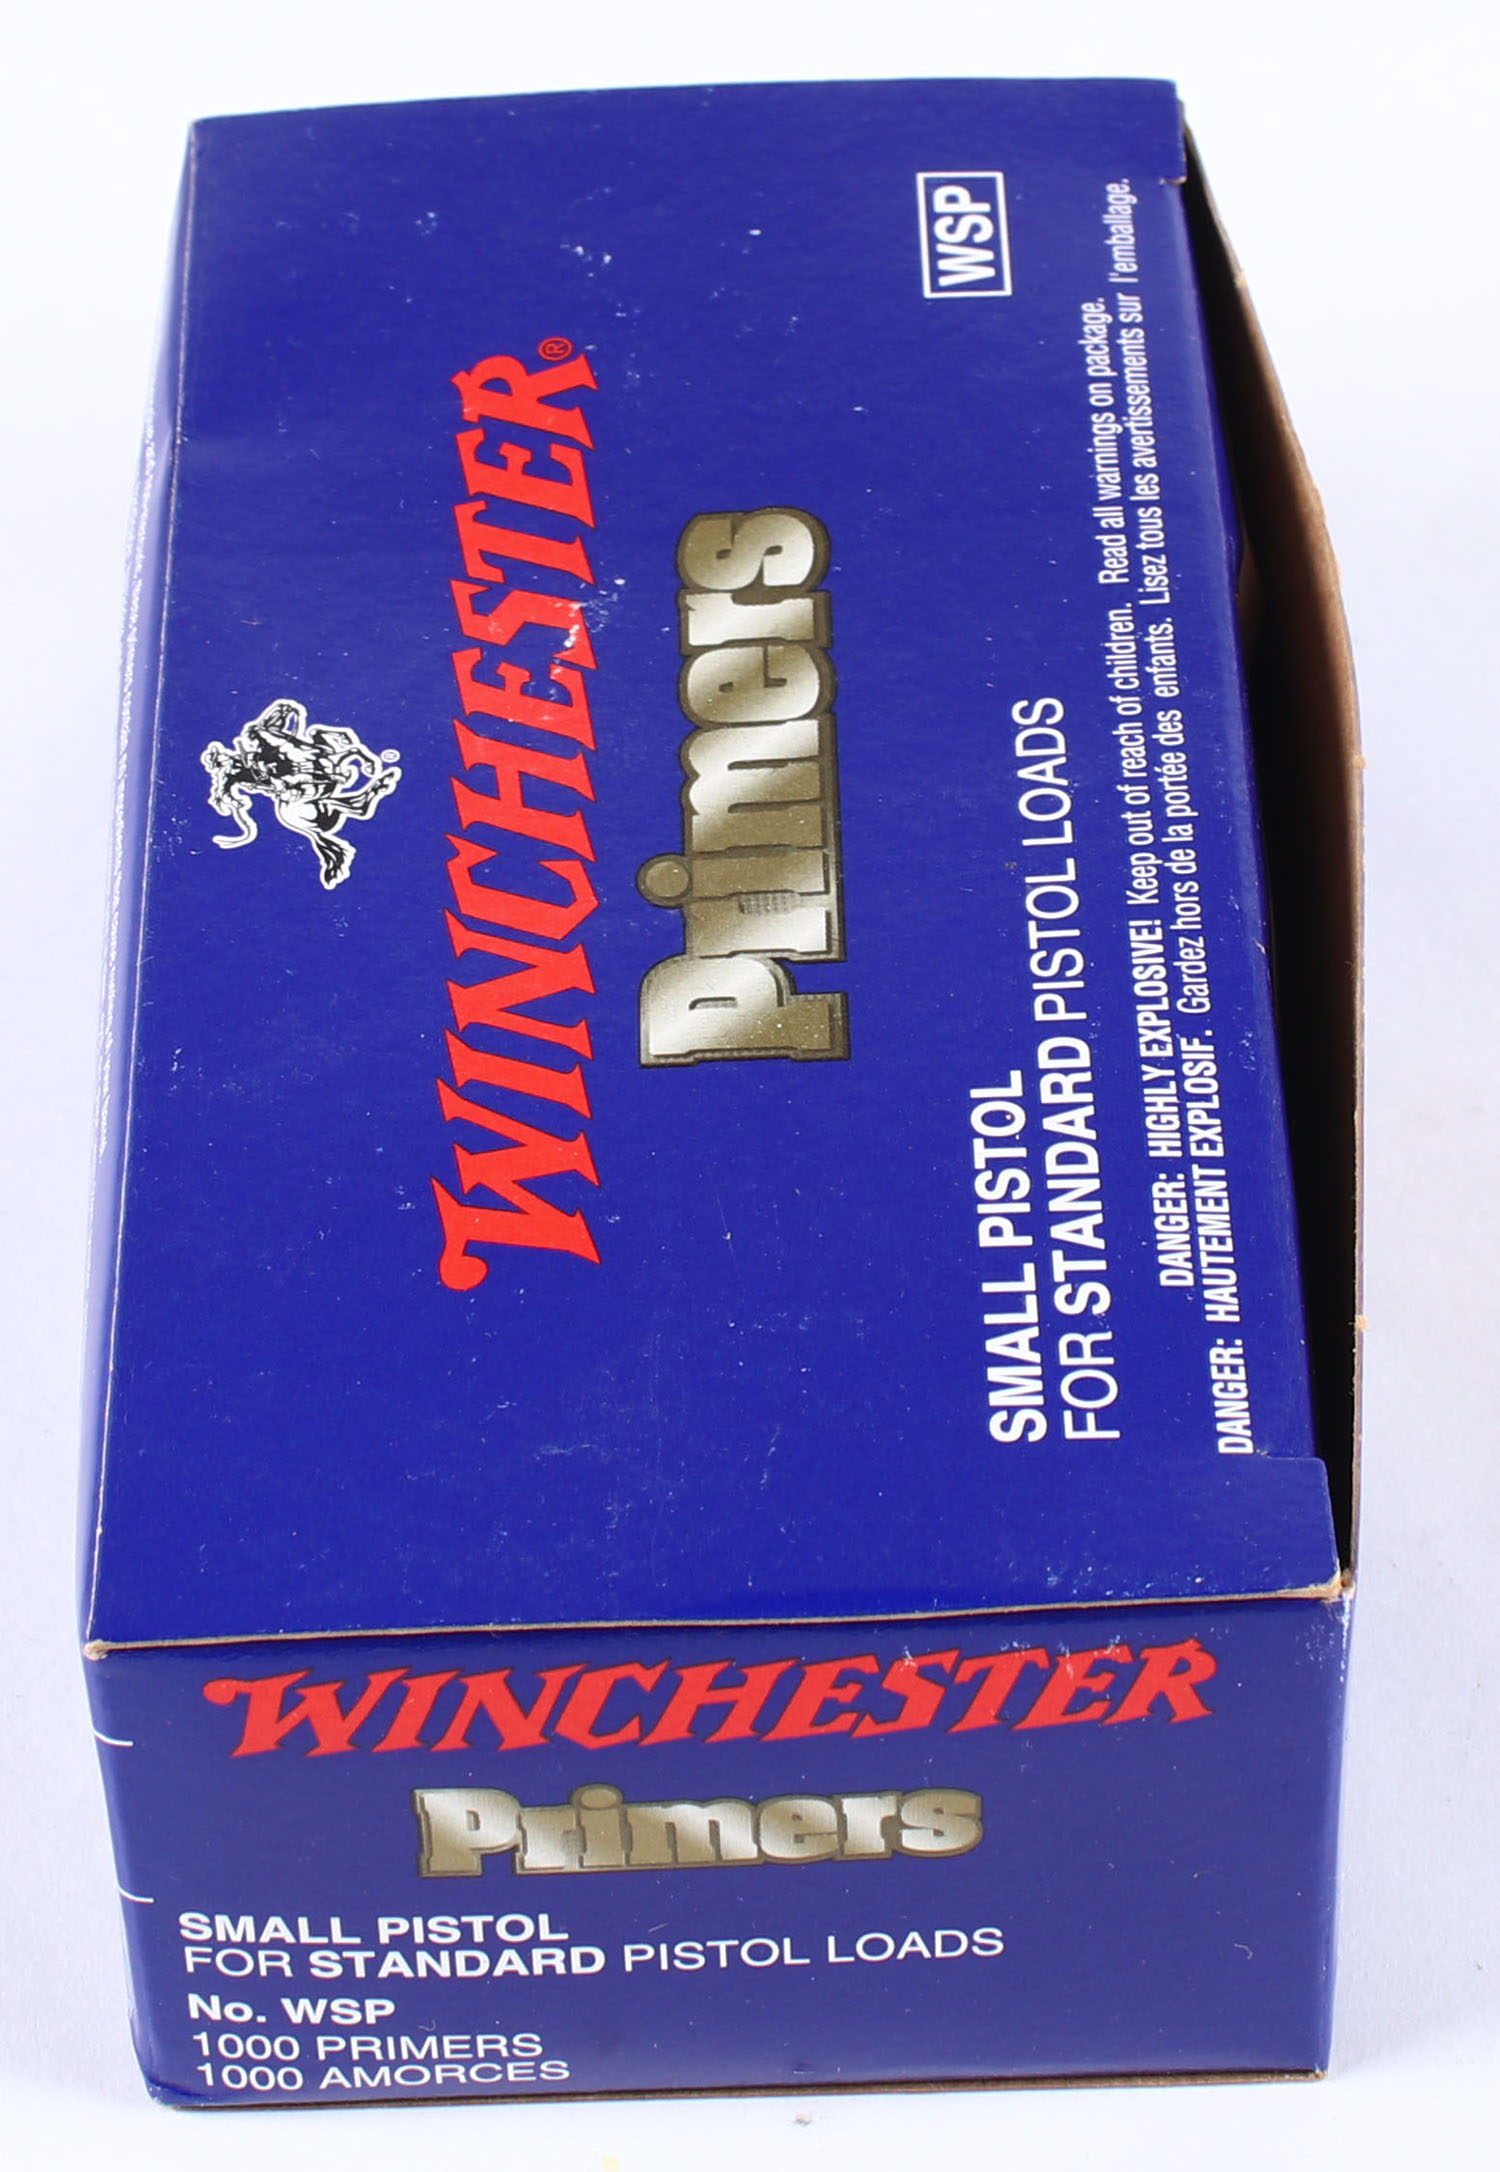 WINCHESTER®
Primers
WSP
SMALL PISTOL
FOR STANDARD PISTOL LOADS
DANGER: HIGHLY EXPLOSIVE! Keep out of reach of children. Read all warnings on package.
DANGER: HAUTEMENT EXPLOSIF. Gardez hors de la portée des enfants. Lisez tous les avertissements sur l'emballage.
WINCHESTER
Primers
SMALL PISTOL
FOR STANDARD PISTOL LOADS
No. WSP
1000 PRIMERS
1000 AMORCES